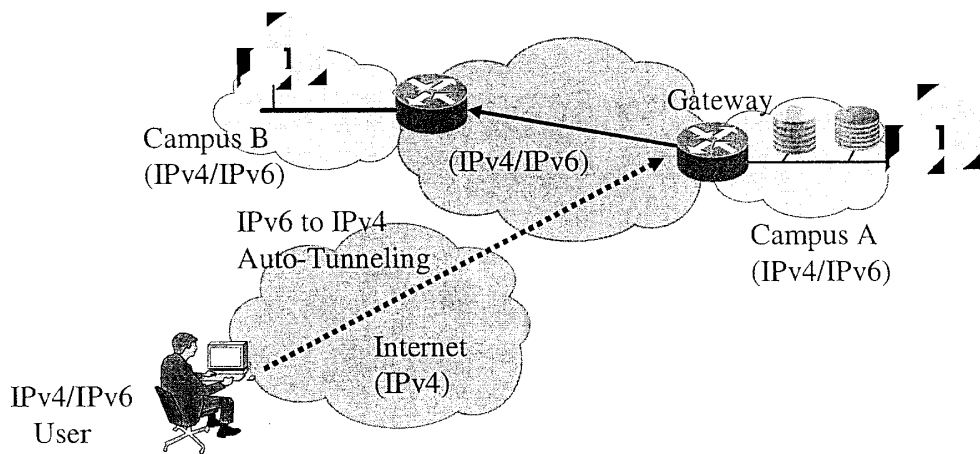 Gateway
Campus B
(IPv4/IPv6)
(IPv4/IPv6)
Campus A
(IPv4/IPv6)
IPv6 to IPv4
Auto-Tunneling
Internet
(IPv4)
IPv4/IPv6
User